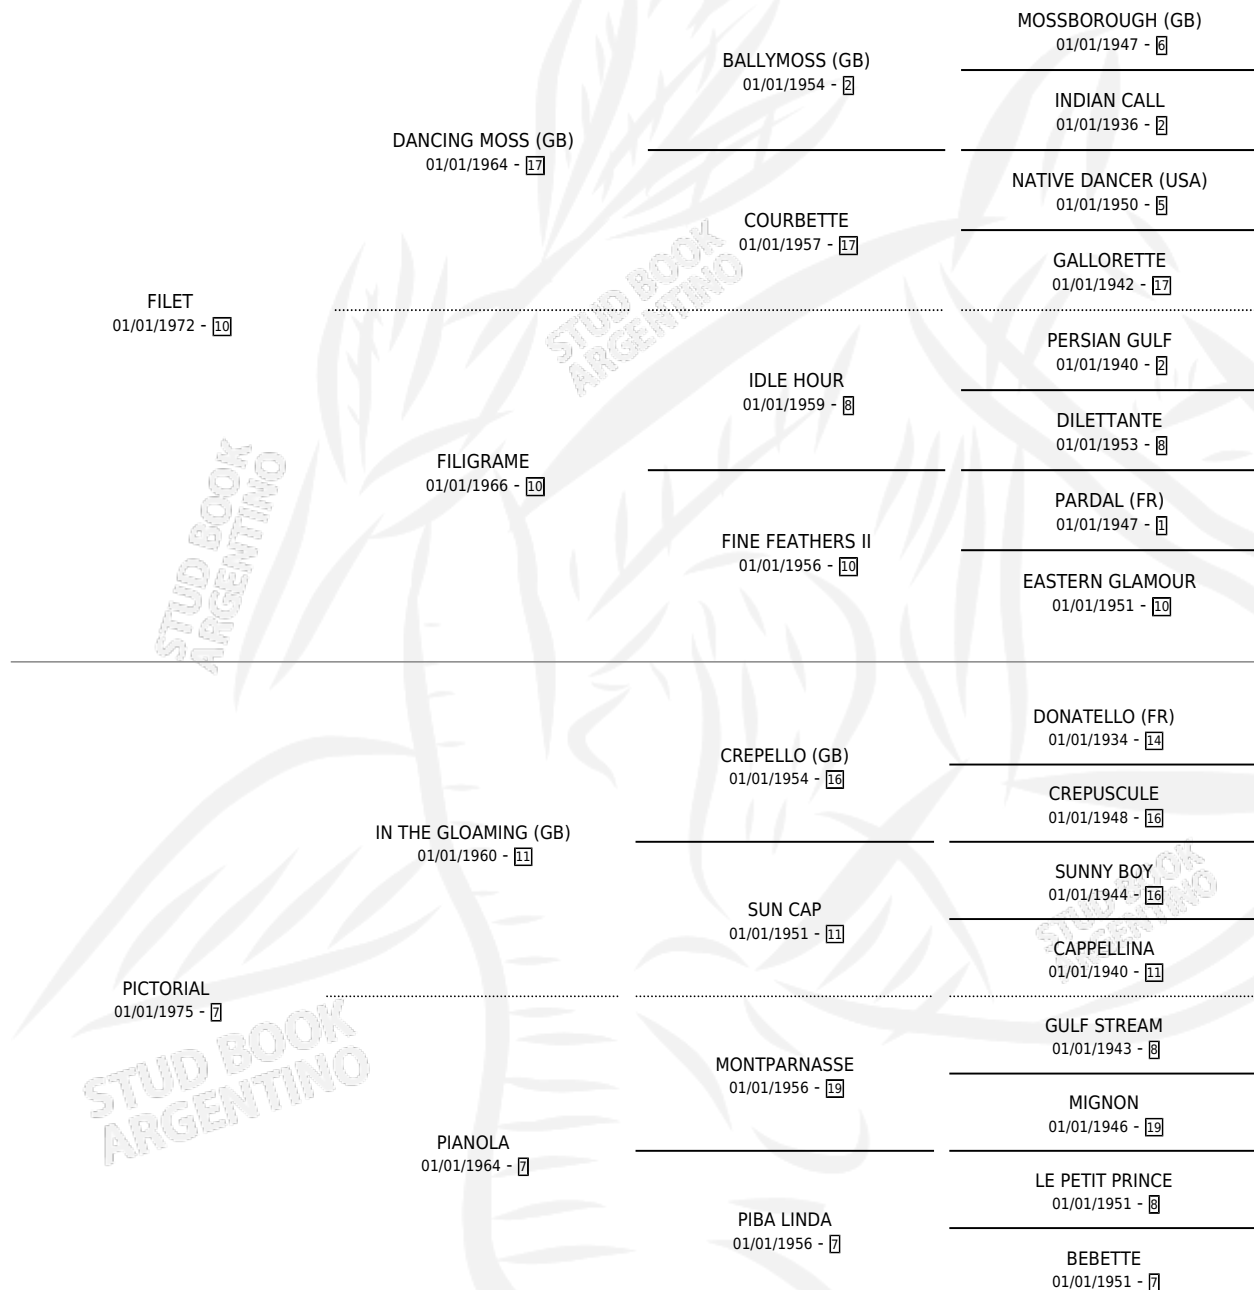 MOSSBOROUGH (GB)
01/01/1947 - 6
BALLYMOSS (GB)
01/01/1954 - 2
INDIAN CALL
01/01/1936 - 2
DANCING MOSS (GB)
01/01/1964 - 17
NATIVE DANCER (USA)
01/01/1950 - 5
COURBETTE
01/01/1957 - 17
GALLORETTE
01/01/1942 - 17
FILET
01/01/1972 - 10
PERSIAN GULF
01/01/1940 - 2
IDLE HOUR
01/01/1959 - 8
DILETTANTE
01/01/1953 - 8
FILIGRAME
01/01/1966 - 10
PARDAL (FR)
01/01/1947 - 1
FINE FEATHERS II
01/01/1956 - 10
EASTERN GLAMOUR
01/01/1951 - 10
DONATELLO (FR)
01/01/1934 - 14
CREPELLO (GB)
01/01/1954 - 16
CREPUSCULE
01/01/1948 - 16
IN THE GLOAMING (GB)
01/01/1960 - 11
SUNNY BOY
01/01/1944 - 16
SUN CAP
01/01/1951 - 11
CAPPELLINA
01/01/1940 - 11
PICTORIAL
01/01/1975 - 7
GULF STREAM
01/01/1943 - 8
MONTPARNASSE
01/01/1956 - 19
MIGNON
01/01/1946 - 19
PIANOLA
01/01/1964 - 7
LE PETIT PRINCE
01/01/1951 - 8
PIBA LINDA
01/01/1956 - 7
BEBETTE
01/01/1951 - 7
STUD BOOK
ARGENTINO
STUD BOOK
ARGENTINO
STUD BOOK
ARGENTINO
STUD BOOK
ARGENTINO